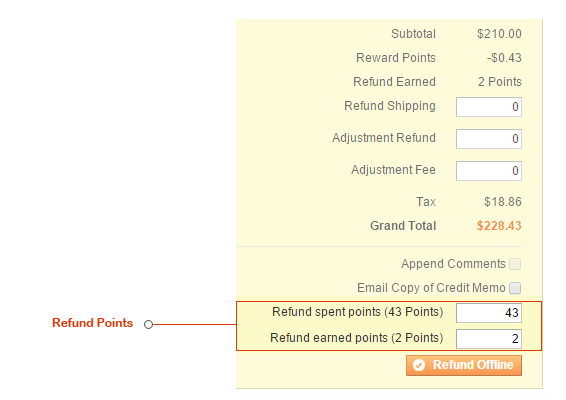 Subtotal $210.00
Reward Points -$0.43
Refund Earned 2 Points
Refund Shipping 0
Adjustment Refund 0
Adjustment Fee 0
Tax $18.86
Grand Total $228.43
Append Comments
Email Copy of Credit Memo
Refund spent points (43 Points) 43
Refund Points
Refund earned points (2 Points) 2
Refund Offline